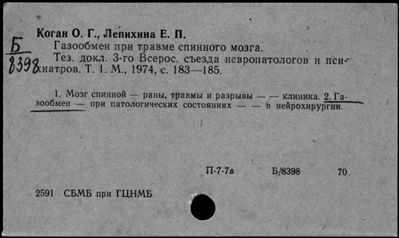 Коган О. Г., Лепихина Е. П.
Б
8398
Газообмен при травме спинного мозга.
Тез. докл. 3-го Всерос. съезда невропатологов и пси-
хиатров. Т. 1. М., 1974, с. 183—185.
1. Мозг спинной — раны, травмы и разрывы — — клиника. 2. Га-
зообмен — при патологических состояниях — — в нейрохирургии.
П-7-7а Б/8398 70
2591 СБМБ при ГЦНМБ